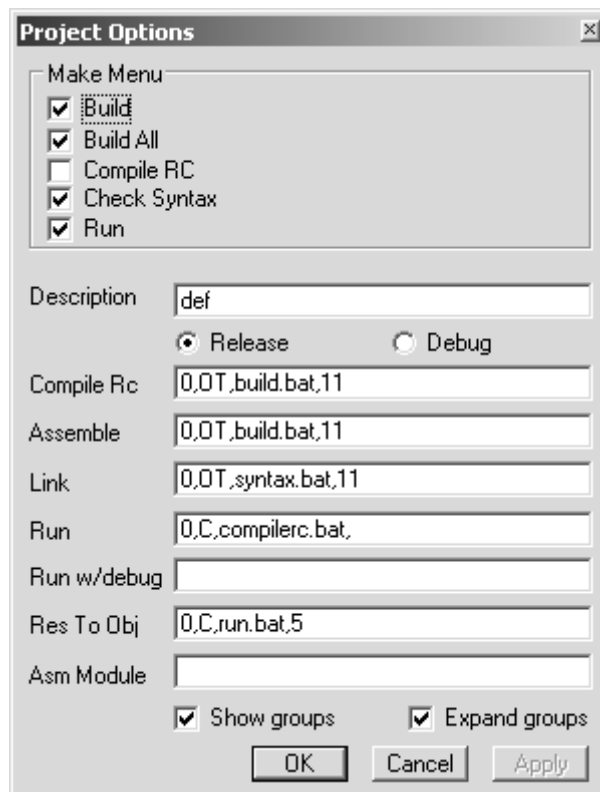 Project Options
Make Menu
Build
Build All
Compile RC
Check Syntax
Run
Description def
Release Debug
Compile Rc 0,OT,build.bat,11
Assemble 0,OT,build.bat,11
Link 0,OT,syntax.bat,11
Run 0,C,compilerc.bat,
Run w/debug
Res To Obj 0,C,run.bat,5
Asm Module
Show groups Expand groups
OK Cancel Apply